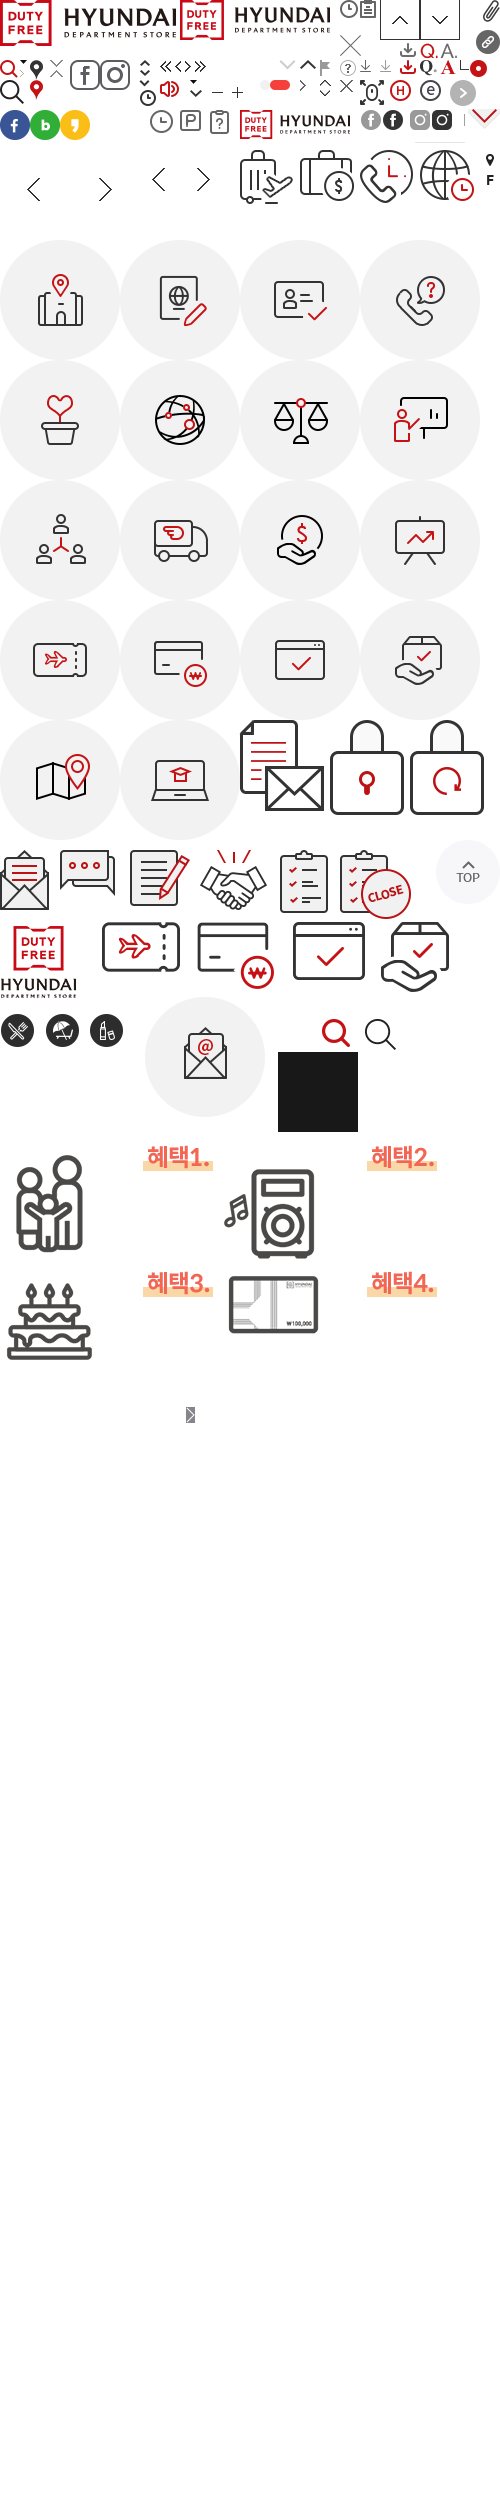 DUTY FREE HYUNDAI DEPARTMENT STORE
DUTY FREE HYUNDAI DEPARTMENT STORE
Q. A.
Q. A
H e
f b
P ?
DUTY FREE HYUNDAI DEPARTMENT STORE
$
F
?
$
₩
CLOSE
TOP
DUTY FREE
HYUNDAI
DEPARTMENT STORE
₩
@
혜택1.
혜택2.
혜택3.
혜택4.
₩100,000